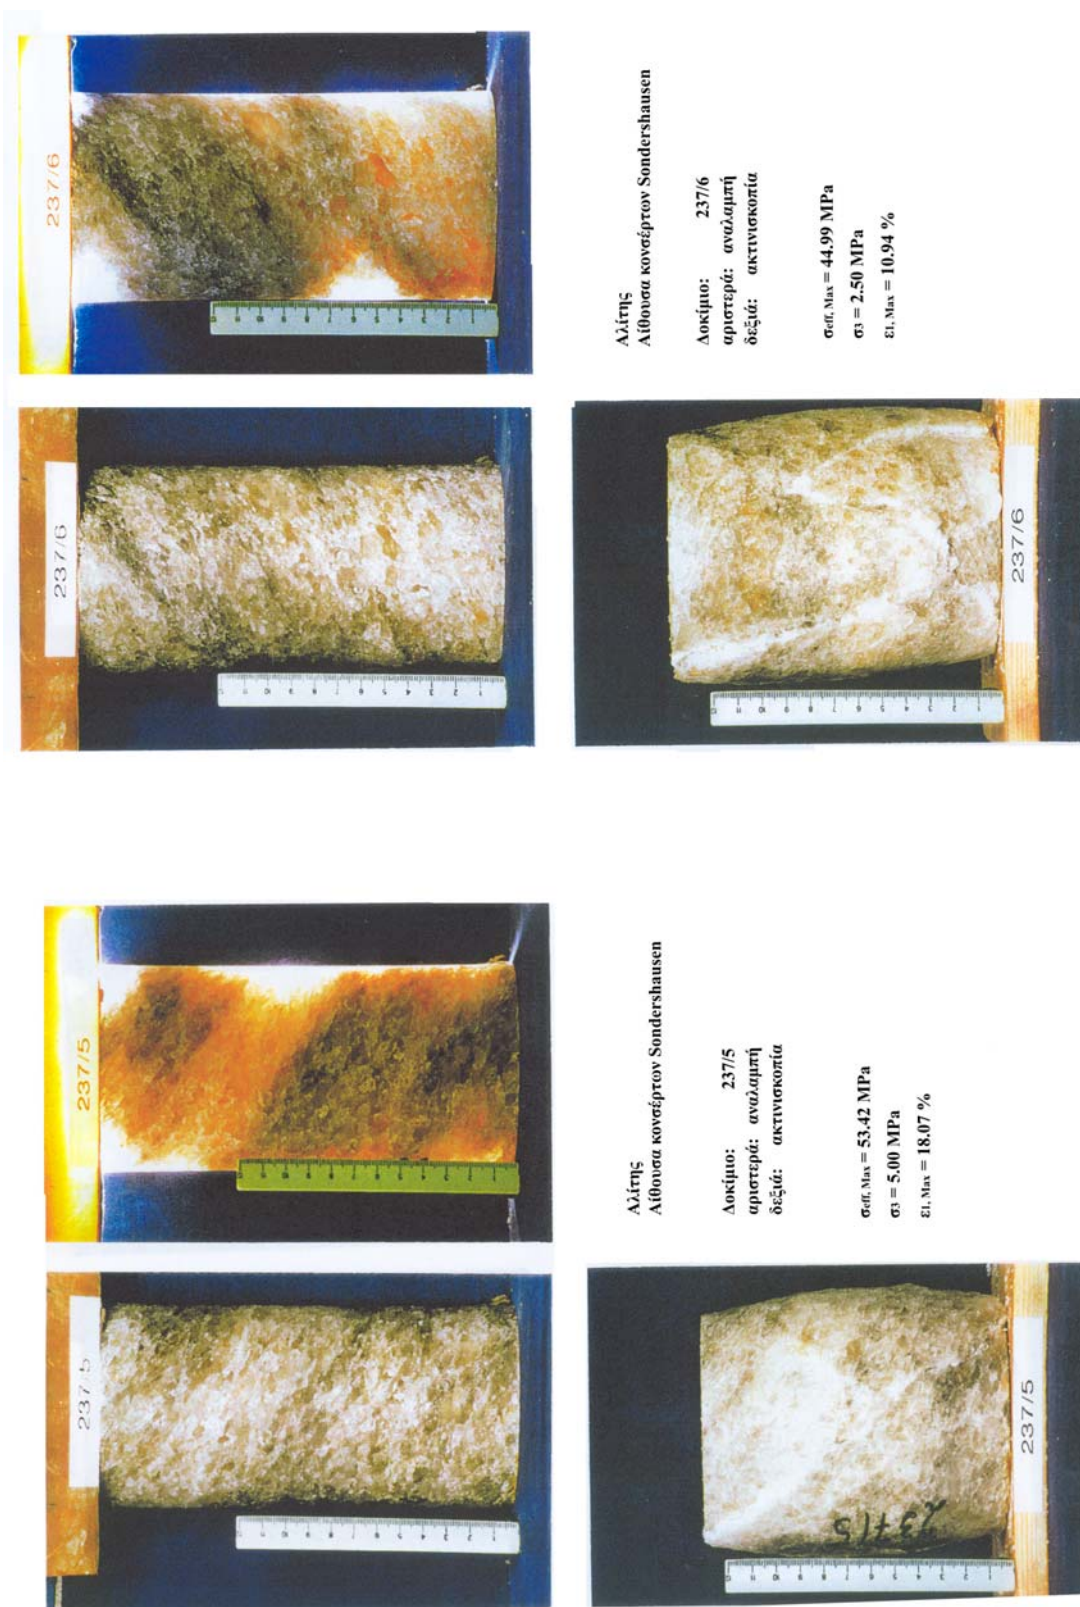 237/5
237/5
Αλίτης
Αίθουσα κονσέρτων Sondershausen
Δοκίμιο: 237/5
αριστερά: αναλαμπή
δεξιά: ακτινισκοπία
σeff, Max = 53.42 MPa
σ3 = 5.00 MPa
ε1, Max = 18.07 %
237/5
237/5
237/6
237/6
Αλίτης
Αίθουσα κονσέρτων Sondershausen
Δοκίμιο: 237/6
αριστερά: αναλαμπή
δεξιά: ακτινισκοπία
σeff, Max = 44.99 MPa
σ3 = 2.50 MPa
ε1, Max = 10.94 %
237/6